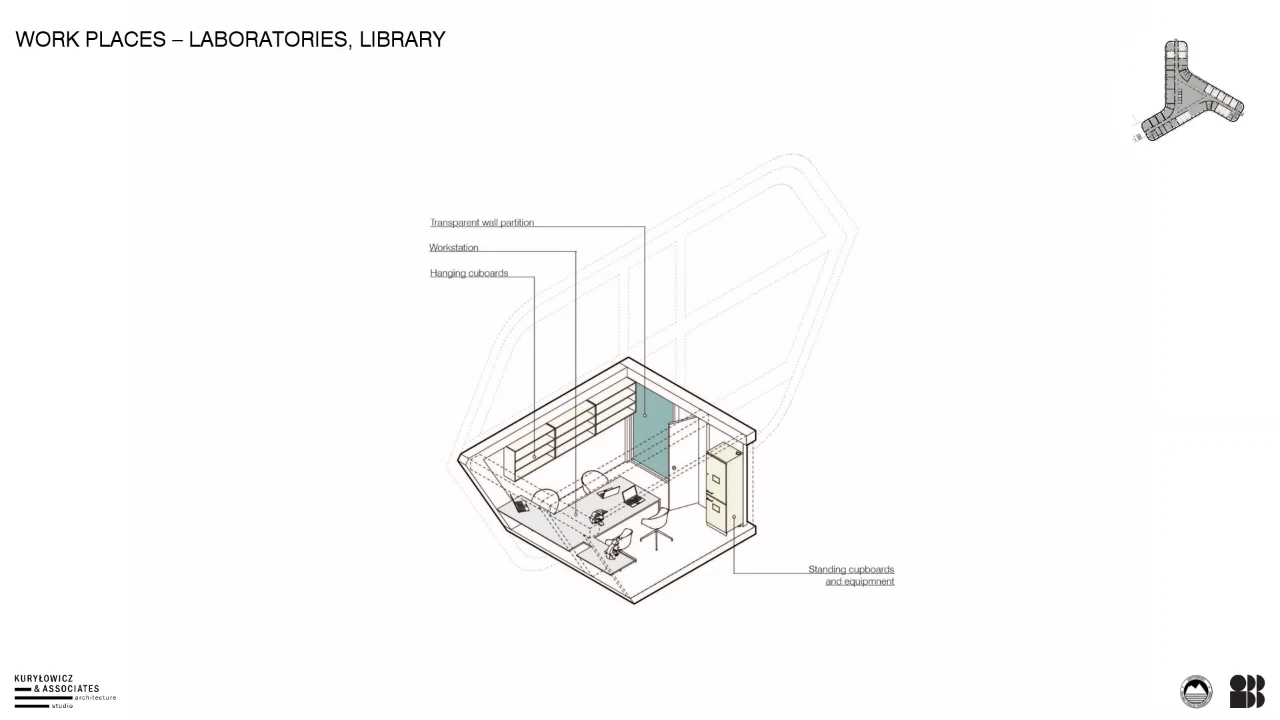 WORK PLACES – LABORATORIES, LIBRARY
Transparent wall partition
Workstation
Hanging cuboards
Standing cupboards
and equipmnent
KURYŁOWICZ
& ASSOCIATES
architecture
studio